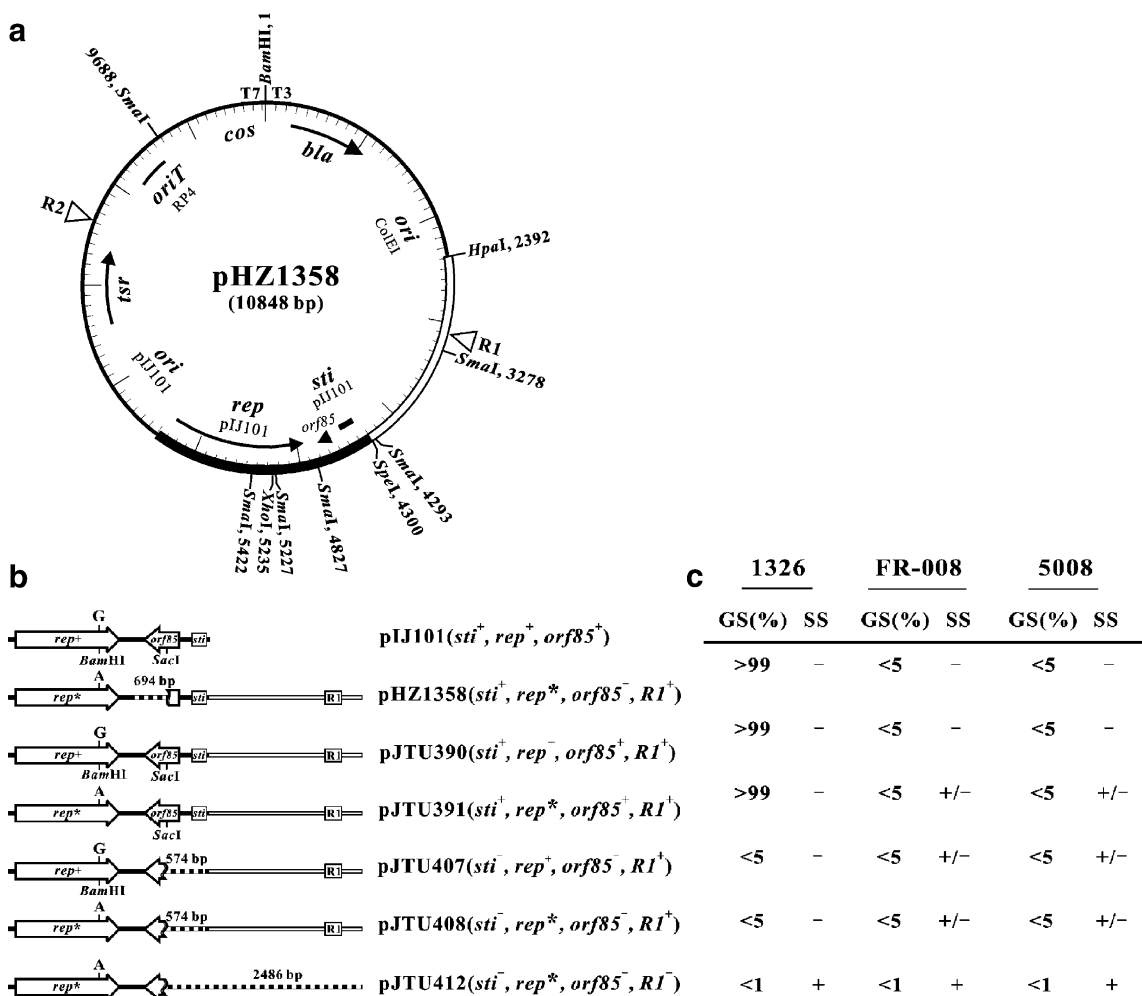 a
T7 T3
BamHI, 1
9688, SmaI
cos
bla
oriT
RP4
R2
ori
ColE1
HpaI, 2392
tsr
pHZ1358
(10848 bp)
R1
SmaI, 3278
ori
pIJ101
sti
pIJ101
rep
pIJ101
orf85
SmaI, 4293
SpeI, 4300
SmaI, 4827
SmaI, 5227
XhoI, 5235
SmaI, 5422
b
c
1326 FR-008 5008
GS(%) SS GS(%) SS GS(%) SS
G
rep+ orf85 sti
BamHI SacI
pIJ101(sti+, rep+, orf85+)
>99 – <5 – <5 –
A
694 bp
rep* sti R1
pHZ1358(sti+, rep*, orf85–, R1+)
>99 – <5 – <5 –
G
rep+ orf85 sti R1
BamHI SacI
pJTU390(sti+, rep–, orf85+, R1+)
>99 – <5 +/– <5 +/–
A
rep* orf85 sti R1
SacI
pJTU391(sti+, rep*, orf85+, R1+)
<5 – <5 +/– <5 +/–
G
574 bp
rep+ R1
BamHI
pJTU407(sti–, rep+, orf85–, R1+)
<5 – <5 +/– <5 +/–
A
574 bp
rep* R1
pJTU408(sti–, rep*, orf85–, R1+)
<1 + <1 + <1 +
A
2486 bp
rep*
pJTU412(sti–, rep*, orf85–, R1–)